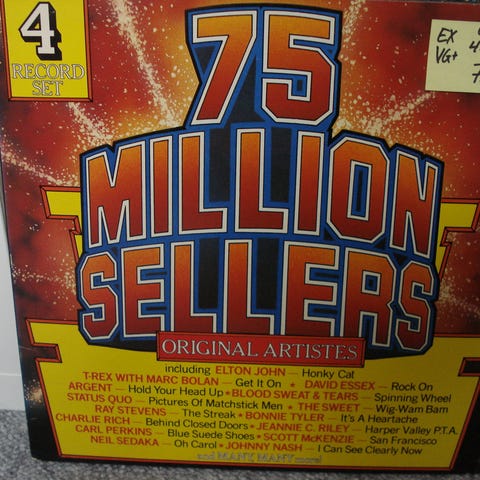 4
RECORD
SET
EX
VG+
75
MILLION
SELLERS
ORIGINAL ARTISTES
including ELTON JOHN — Honky Cat
T-REX WITH MARC BOLAN — Get It On ★ DAVID ESSEX — Rock On
ARGENT — Hold Your Head Up ★ BLOOD SWEAT & TEARS — Spinning Wheel
STATUS QUO — Pictures Of Matchstick Men ★ THE SWEET — Wig-Wam Bam
RAY STEVENS — The Streak ★ BONNIE TYLER — It's A Heartache
CHARLIE RICH — Behind Closed Doors ★ JEANNIE C. RILEY — Harper Valley P.T.A.
CARL PERKINS — Blue Suede Shoes ★ SCOTT McKENZIE — San Francisco
NEIL SEDAKA — Oh Carol ★ JOHNNY NASH — I Can See Clearly Now
and MANY, MANY more!